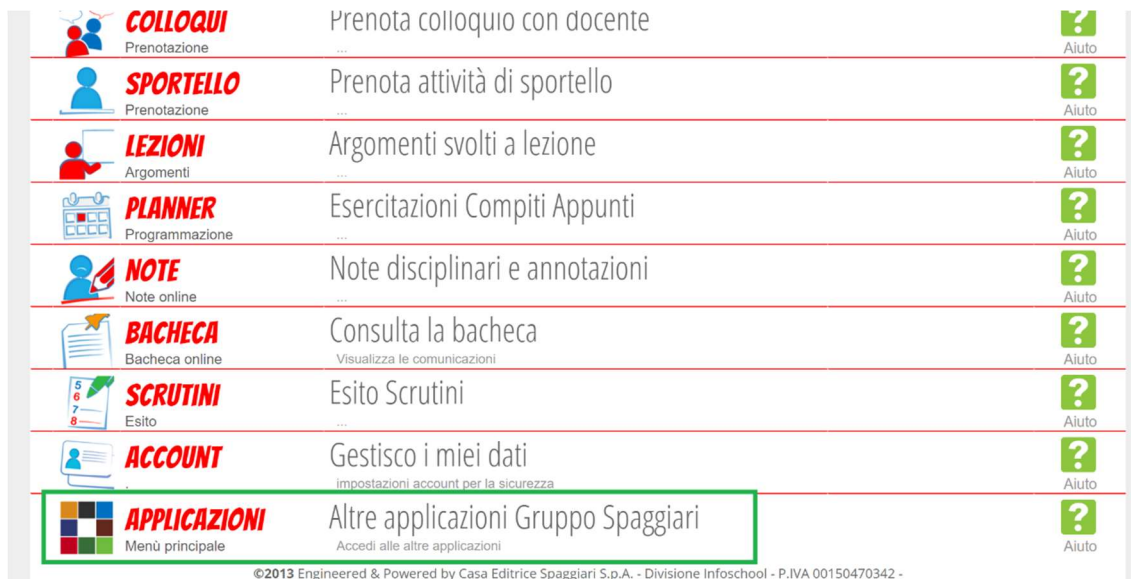 COLLOQUI Prenota colloquio con docente
Prenotazione ... Aiuto
SPORTELLO Prenota attività di sportello
Prenotazione ... Aiuto
LEZIONI Argomenti svolti a lezione
Argomenti ... Aiuto
PLANNER Esercitazioni Compiti Appunti
Programmazione ... Aiuto
NOTE Note disciplinari e annotazioni
Note online ... Aiuto
BACHECA Consulta la bacheca
Bacheca online Visualizza le comunicazioni Aiuto
SCRUTINI Esito Scrutini
Esito ... Aiuto
ACCOUNT Gestisco i miei dati
. impostazioni account per la sicurezza Aiuto
APPLICAZIONI Altre applicazioni Gruppo Spaggiari
Menù principale Accedi alle altre applicazioni Aiuto
©2013 Engineered & Powered by Casa Editrice Spaggiari S.p.A. - Divisione Infoschool - P.IVA 00150470342 -